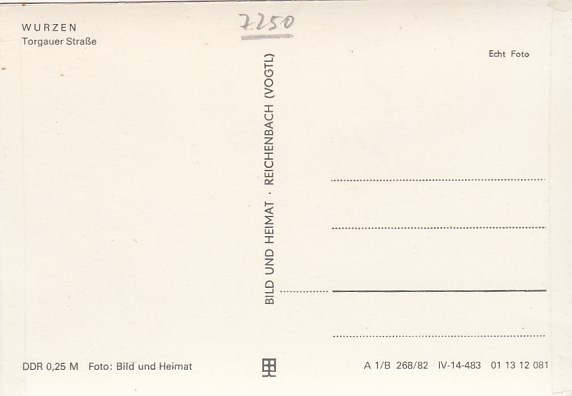 7250
WURZEN
Torgauer Straße
Echt Foto
BILD UND HEIMAT · REICHENBACH (VOGTL)
DDR 0,25 M Foto: Bild und Heimat
A 1/B 268/82 IV-14-483 01 13 12 081